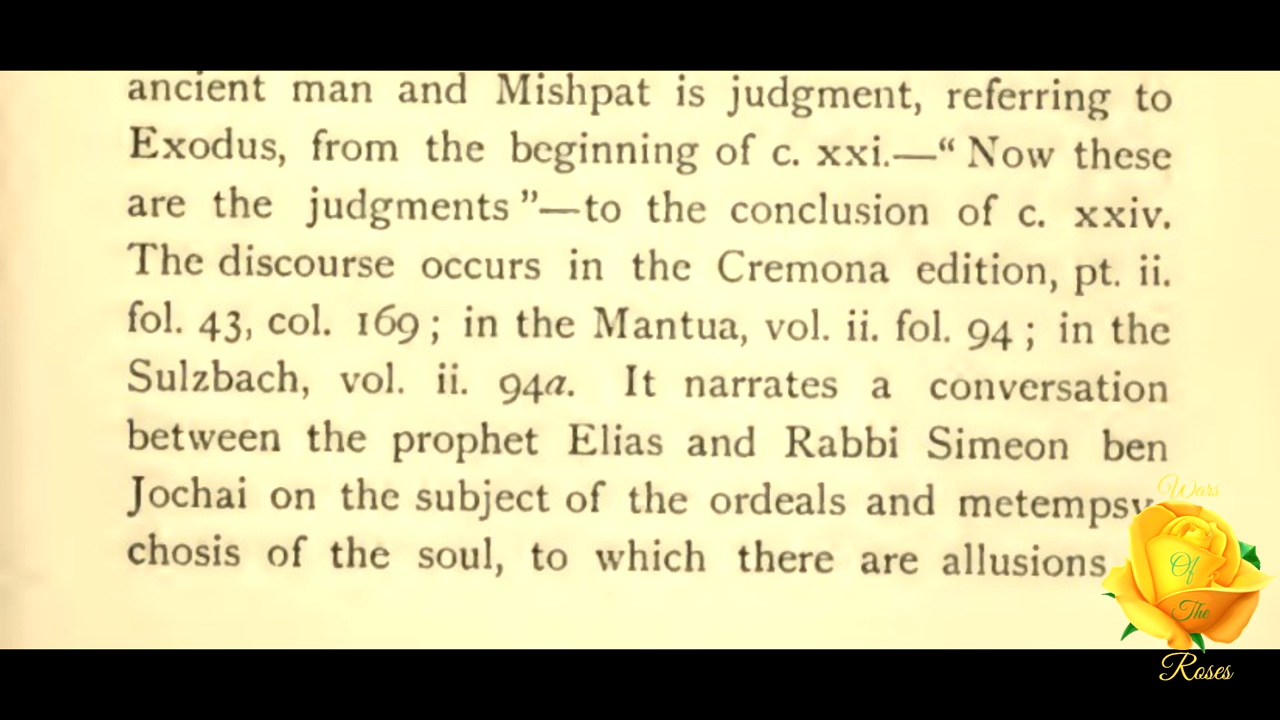 ancient man and Mishpat is judgment, referring to
Exodus, from the beginning of c. xxi.—“ Now these
are the judgments ”—to the conclusion of c. xxiv.
The discourse occurs in the Cremona edition, pt. ii.
fol. 43, col. 169 ; in the Mantua, vol. ii. fol. 94 ; in the
Sulzbach, vol. ii. 94a. It narrates a conversation
between the prophet Elias and Rabbi Simeon ben
Jochai on the subject of the ordeals and metempsy-
chosis of the soul, to which there are allusions
Wars
Of
The
Roses